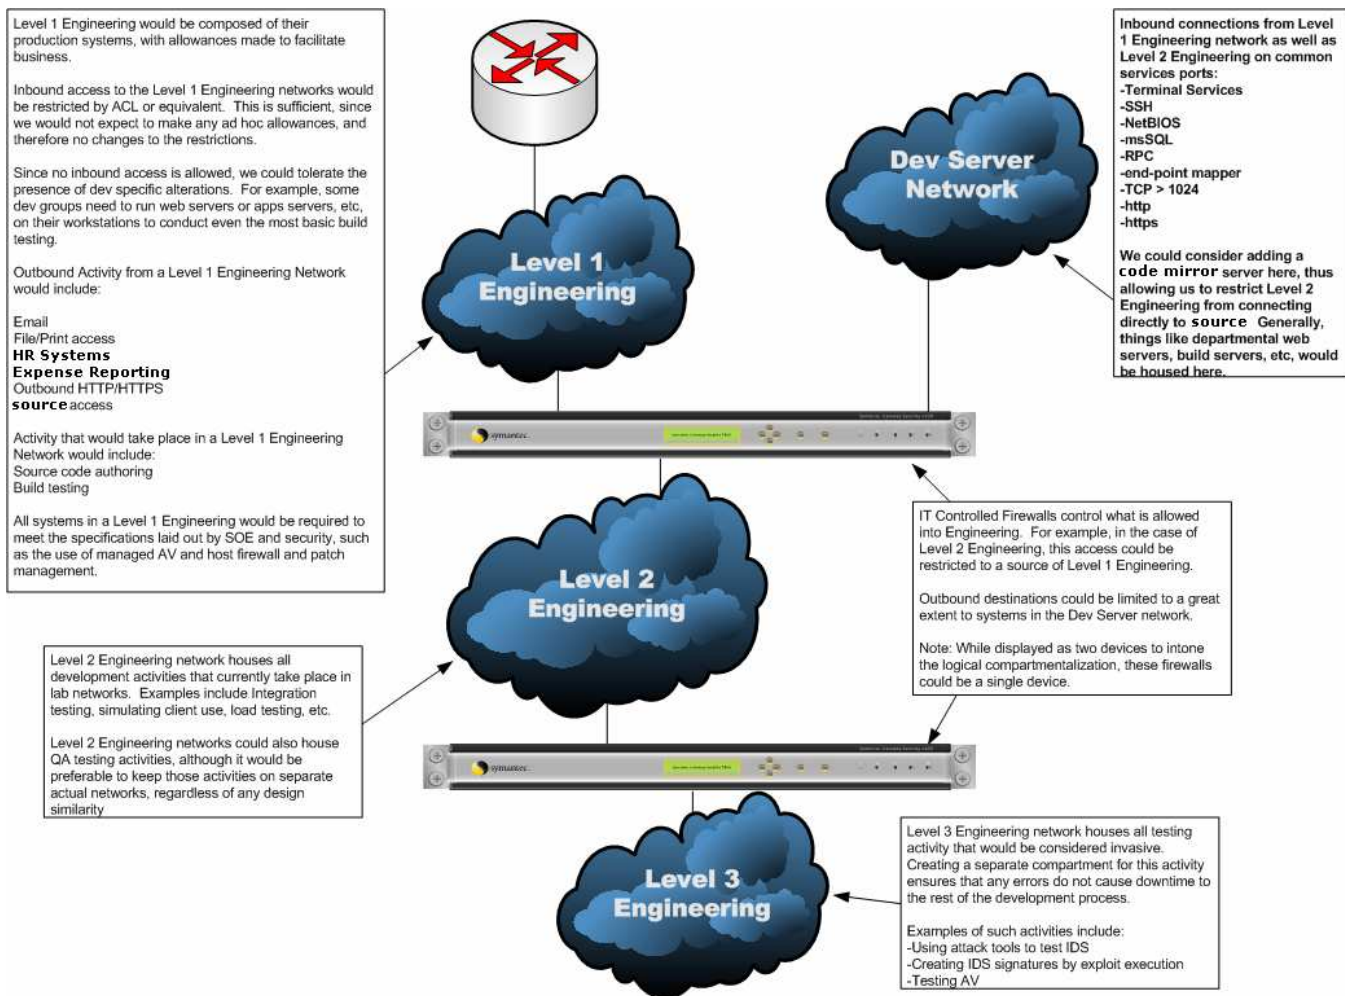 Level 1 Engineering would be composed of their
production systems, with allowances made to facilitate
business.
Inbound access to the Level 1 Engineering networks would
be restricted by ACL or equivalent. This is sufficient, since
we would not expect to make any ad hoc allowances, and
therefore no changes to the restrictions.
Since no inbound access is allowed, we could tolerate the
presence of dev specific alterations. For example, some
dev groups need to run web servers or apps servers, etc,
on their workstations to conduct even the most basic build
testing.
Outbound Activity from a Level 1 Engineering Network
would include:
Email
File/Print access
HR Systems
Expense Reporting
Outbound HTTP/HTTPS
source access
Activity that would take place in a Level 1 Engineering
Network would include:
Source code authoring
Build testing
All systems in a Level 1 Engineering would be required to
meet the specifications laid out by SOE and security, such
as the use of managed AV and host firewall and patch
management.
Level 1
Engineering
Dev Server
Network
Inbound connections from Level
1 Engineering network as well as
Level 2 Engineering on common
services ports:
-Terminal Services
-SSH
-NetBIOS
-msSQL
-RPC
-end-point mapper
-TCP > 1024
-http
-https
We could consider adding a
code mirror server here, thus
allowing us to restrict Level 2
Engineering from connecting
directly to source Generally,
things like departmental web
servers, build servers, etc, would
be housed here.
symantec.
Level 2
Engineering
IT Controlled Firewalls control what is allowed
into Engineering. For example, in the case of
Level 2 Engineering, this access could be
restricted to a source of Level 1 Engineering.
Outbound destinations could be limited to a great
extent to systems in the Dev Server network.
Note: While displayed as two devices to intone
the logical compartmentalization, these firewalls
could be a single device.
Level 2 Engineering network houses all
development activities that currently take place in
lab networks. Examples include Integration
testing, simulating client use, load testing, etc.
Level 2 Engineering networks could also house
QA testing activities, although it would be
preferable to keep those activities on separate
actual networks, regardless of any design
similarity
symantec.
Level 3
Engineering
Level 3 Engineering network houses all testing
activity that would be considered invasive.
Creating a separate compartment for this activity
ensures that any errors do not cause downtime to
the rest of the development process.
Examples of such activities include:
-Using attack tools to test IDS
-Creating IDS signatures by exploit execution
-Testing AV